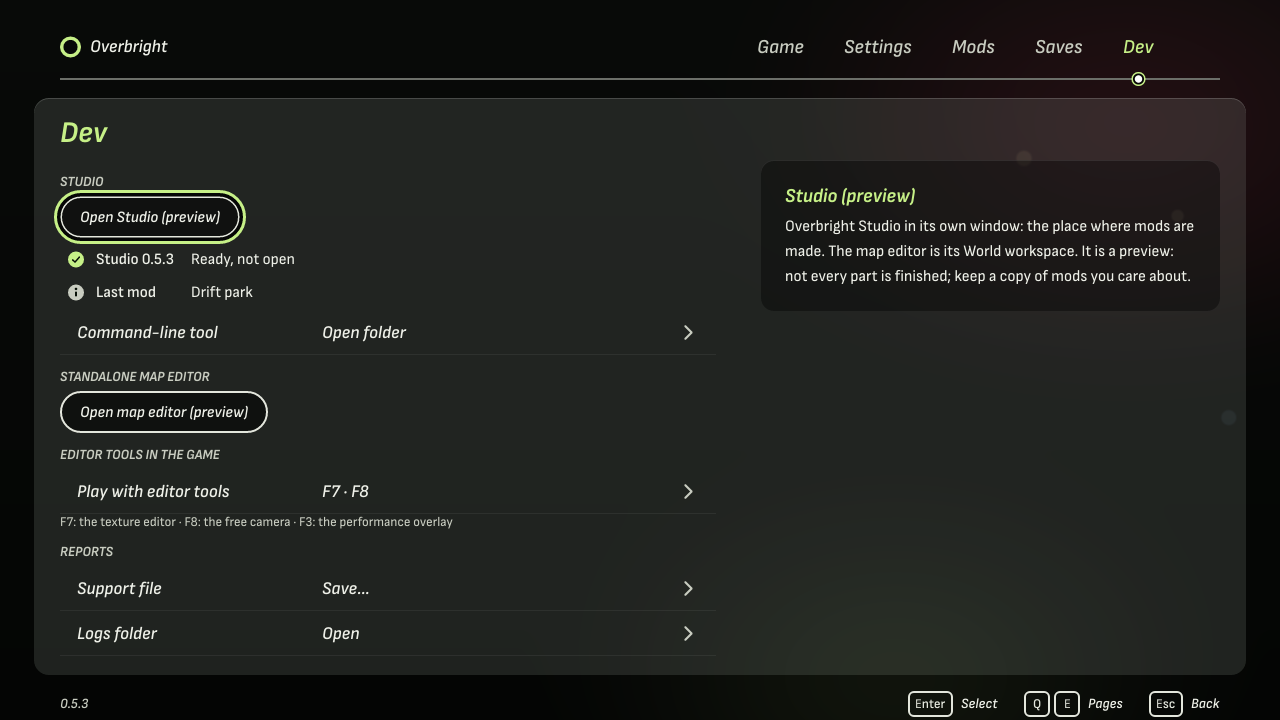 Overbright
Game Settings Mods Saves Dev
Dev
STUDIO
Open Studio (preview)
Studio 0.5.3 Ready, not open
Last mod Drift park
Command-line tool Open folder
STANDALONE MAP EDITOR
Open map editor (preview)
EDITOR TOOLS IN THE GAME
Play with editor tools F7 · F8
F7: the texture editor · F8: the free camera · F3: the performance overlay
REPORTS
Support file Save...
Logs folder Open
Studio (preview)
Overbright Studio in its own window: the place where mods are
made. The map editor is its World workspace. It is a preview:
not every part is finished; keep a copy of mods you care about.
0.5.3
Enter Select Q E Pages Esc Back